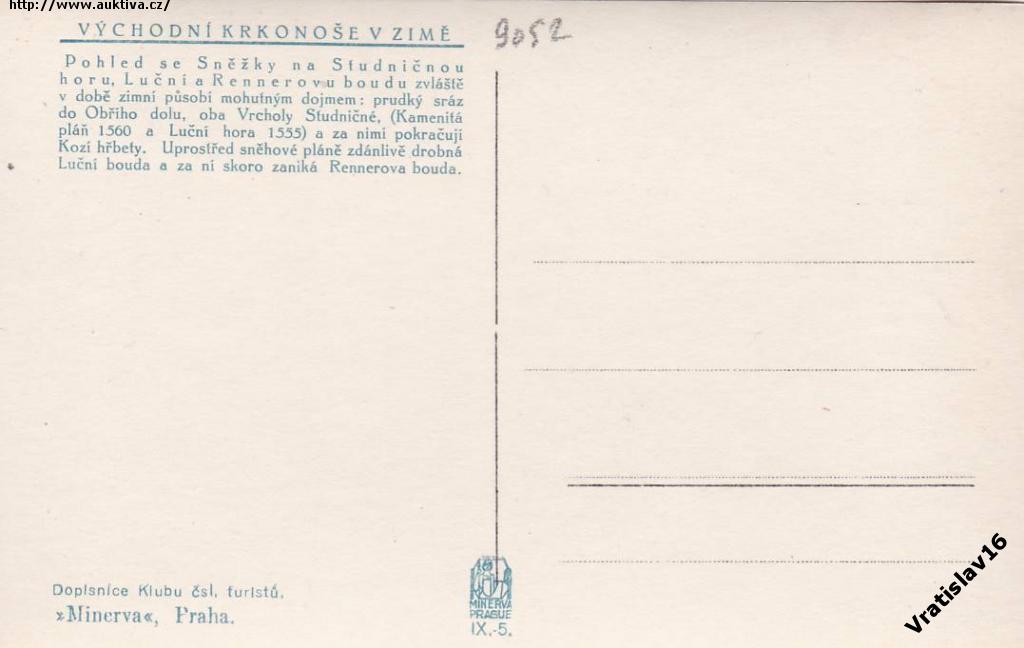 http://www.auktiva.cz/
VÝCHODNÍ KRKONOŠE V ZIMĚ
9052
Pohled se Sněžky na Studničnou
horu, Luční a Rennerovu boudu zvláště
v době zimní působí mohutným dojmem: prudký sráz
do Obřího dolu, oba Vrcholy Studničné, (Kamenitá
pláň 1560 a Luční hora 1555) a za nimi pokračují
Kozí hřbety. Uprostřed sněhové pláně zdánlivě drobná
Luční bouda a za ní skoro zaniká Rennerova bouda.
Dopisnice Klubu čsl. turistů.
»Minerva«, Praha.
MINERVA
PRAGUE
IX.-5.
Vratislav16